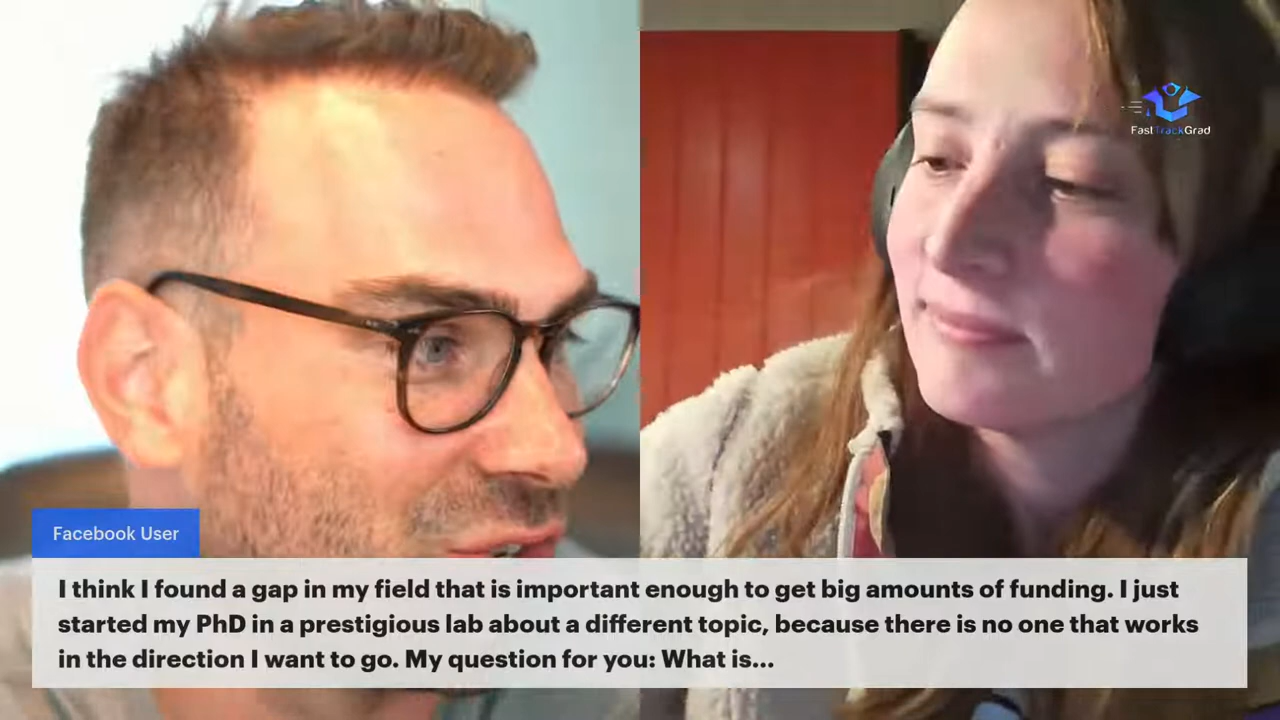 FastTrackGrad
Facebook User
I think I found a gap in my field that is important enough to get big amounts of funding. I just
started my PhD in a prestigious lab about a different topic, because there is no one that works
in the direction I want to go. My question for you: What is...